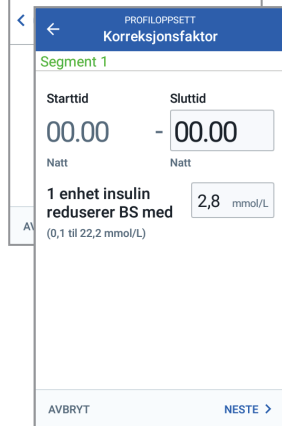 PROFILOPPSETT
Korreksjonsfaktor
Segment 1
Starttid Sluttid
00.00 - 00.00
Natt Natt
1 enhet insulin
reduserer BS med 2,8 mmol/L
(0,1 til 22,2 mmol/L)
AV
AVBRYT NESTE